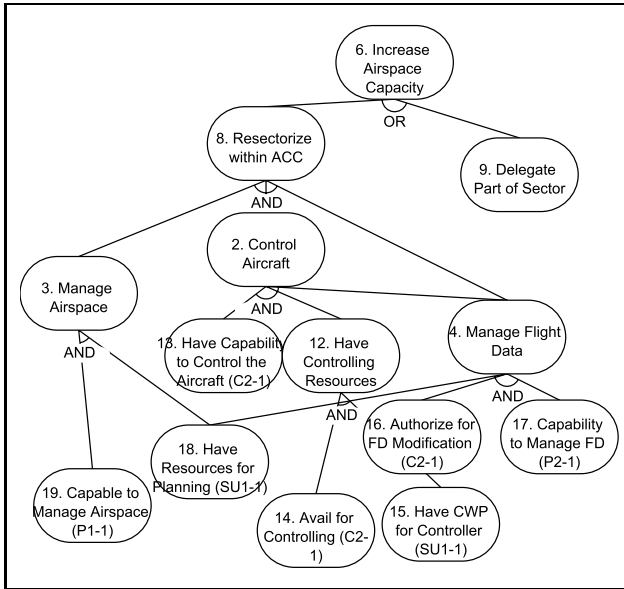 6. Increase
Airspace
Capacity
OR
8. Resectorize
within ACC
9. Delegate
Part of Sector
AND
2. Control
Aircraft
3. Manage
Airspace
AND
AND
13. Have Capability
to Control the
Aircraft (C2-1)
12. Have
Controlling
Resources
4. Manage Flight
Data
AND
AND
16. Authorize for
FD Modification
(C2-1)
17. Capability
to Manage FD
(P2-1)
18. Have
Resources for
Planning (SU1-1)
19. Capable to
Manage Airspace
(P1-1)
14. Avail for
Controlling (C2-
1)
15. Have CWP
for Controller
(SU1-1)